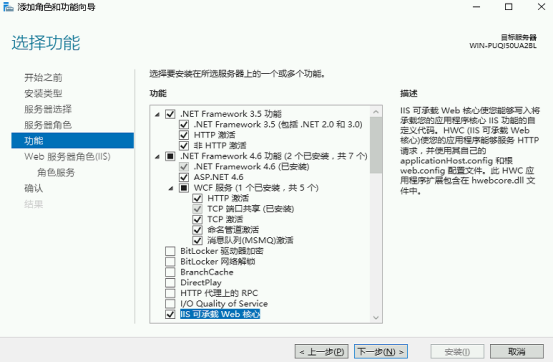 添加角色和功能向导
选择功能
目标服务器
WIN-PUQI50UA2BL
开始之前
安装类型
服务器选择
服务器角色
功能
Web 服务器角色(IIS)
角色服务
确认
结果
选择要安装在所选服务器上的一个或多个功能。
功能
.NET Framework 3.5 功能
.NET Framework 3.5 (包括 .NET 2.0 和 3.0)
HTTP 激活
非 HTTP 激活
.NET Framework 4.6 功能 (2 个已安装，共 7 个)
.NET Framework 4.6 (已安装)
ASP.NET 4.6
WCF 服务 (1 个已安装，共 5 个)
HTTP 激活
TCP 端口共享 (已安装)
TCP 激活
命名管道激活
消息队列(MSMQ)激活
BitLocker 驱动器加密
BitLocker 网络解锁
BranchCache
DirectPlay
HTTP 代理上的 RPC
I/O Quality of Service
IIS 可承载 Web 核心
描述
IIS 可承载 Web 核心使您能够写入将
承载您的应用程序核心 IIS 功能的自
定义代码。HWC (IIS 可承载 Web 核
心)使您的应用程序能够服务 HTTP
请求，并使用其自己的
applicationHost.config 和根
web.config 配置文件。此 HWC 应
用程序扩展包含在 hwebcore.dll 文
件中。
< 上一步(P)
下一步(N) >
安装(I)
取消